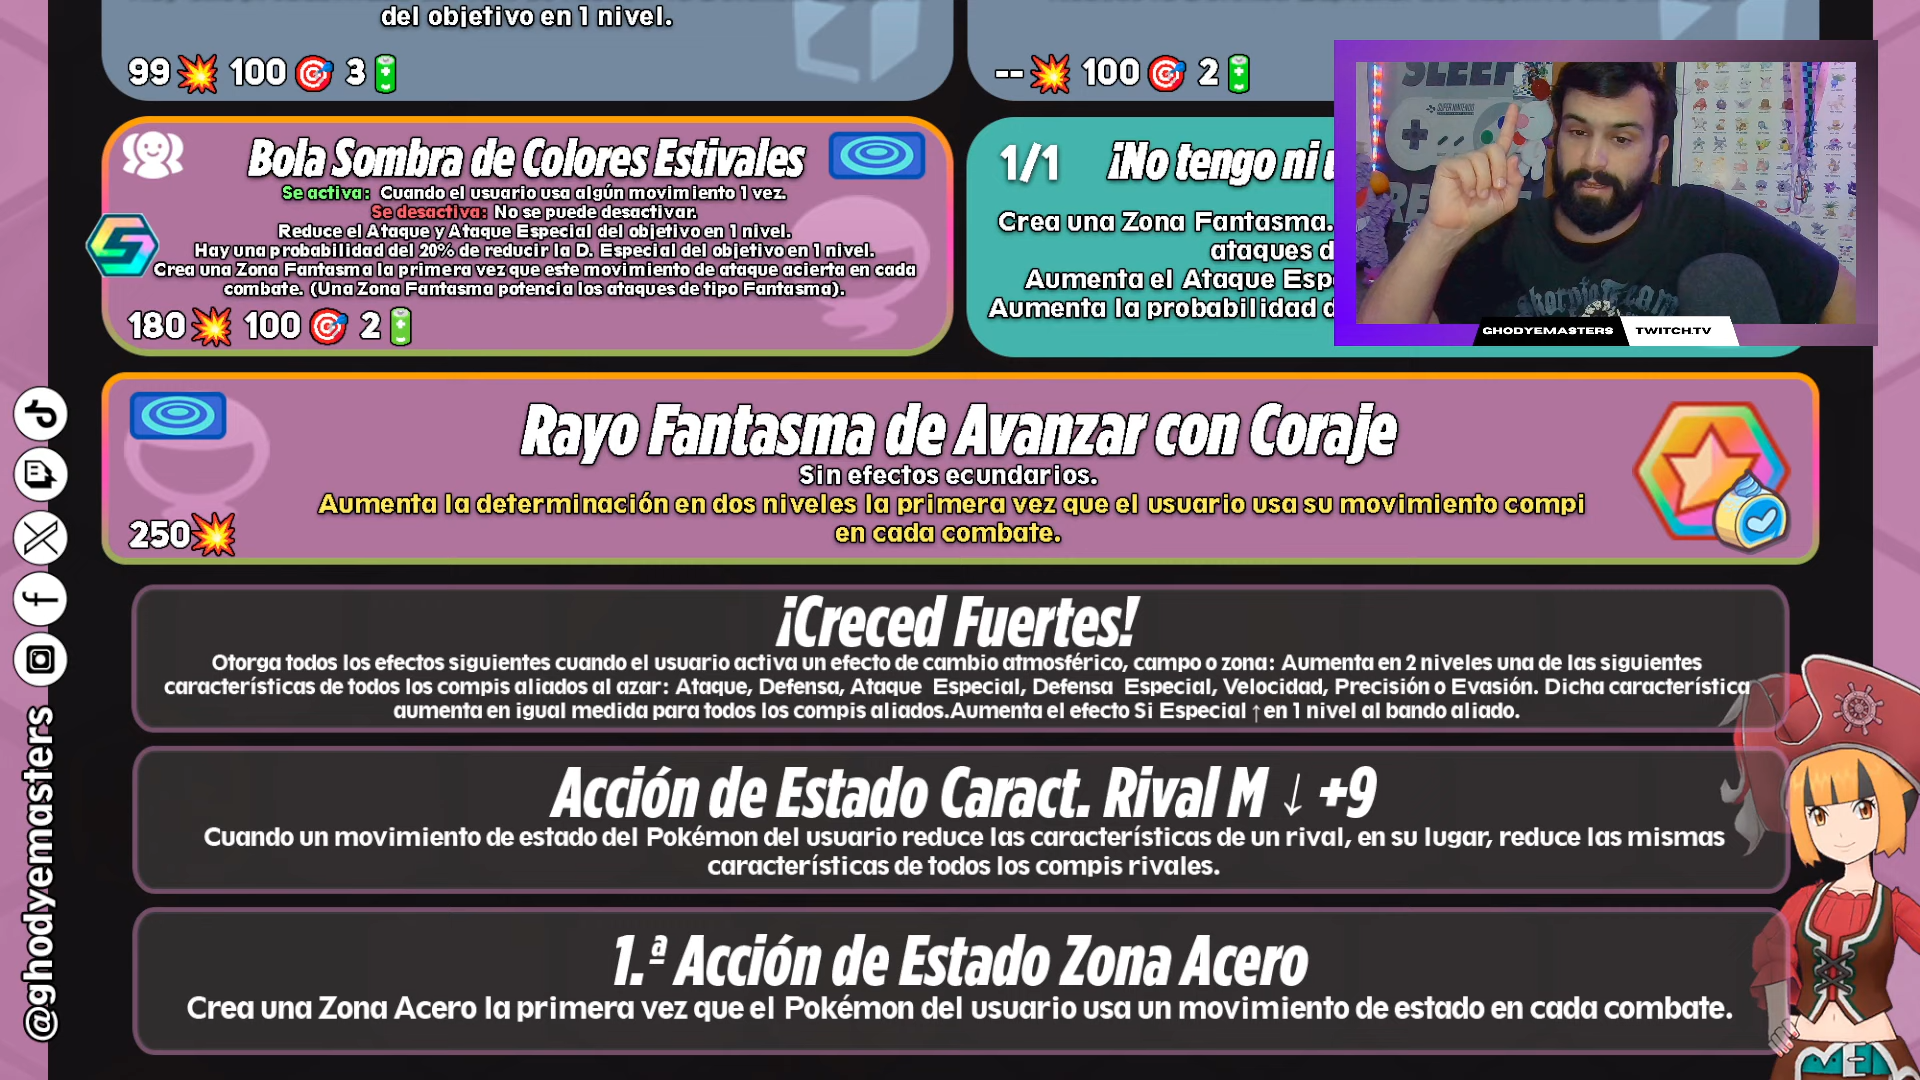 del objetivo en 1 nivel.
99 100 3
-- 100 2
Bola Sombra de Colores Estivales
Se activa: Cuando el usuario usa algún movimiento 1 vez.
Se desactiva: No se puede desactivar.
Reduce el Ataque y Ataque Especial del objetivo en 1 nivel.
Hay una probabilidad del 20% de reducir la D. Especial del objetivo en 1 nivel.
Crea una Zona Fantasma la primera vez que este movimiento de ataque acierta en cada
combate. (Una Zona Fantasma potencia los ataques de tipo Fantasma).
180 100 2
1/1 ¡No tengo ni
Crea una Zona Fantasma.
ataques d
Aumenta el Ataque Esp
Aumenta la probabilidad d
SLEEP
SUPER NINTENDO
GHODYEMASTERS TWITCH.TV
Rayo Fantasma de Avanzar con Coraje
Sin efectos ecundarios.
Aumenta la determinación en dos niveles la primera vez que el usuario usa su movimiento compi
en cada combate.
250
¡Creced Fuertes!
Otorga todos los efectos siguientes cuando el usuario activa un efecto de cambio atmosférico, campo o zona: Aumenta en 2 niveles una de las siguientes
características de todos los compis aliados al azar: Ataque, Defensa, Ataque Especial, Defensa Especial, Velocidad, Precisión o Evasión. Dicha característica
aumenta en igual medida para todos los compis aliados.Aumenta el efecto Si Especial ↑ en 1 nivel al bando aliado.
Acción de Estado Caract. Rival M ↓ +9
Cuando un movimiento de estado del Pokémon del usuario reduce las características de un rival, en su lugar, reduce las mismas
características de todos los compis rivales.
1.ª Acción de Estado Zona Acero
Crea una Zona Acero la primera vez que el Pokémon del usuario usa un movimiento de estado en cada combate.
@ghodyemasters